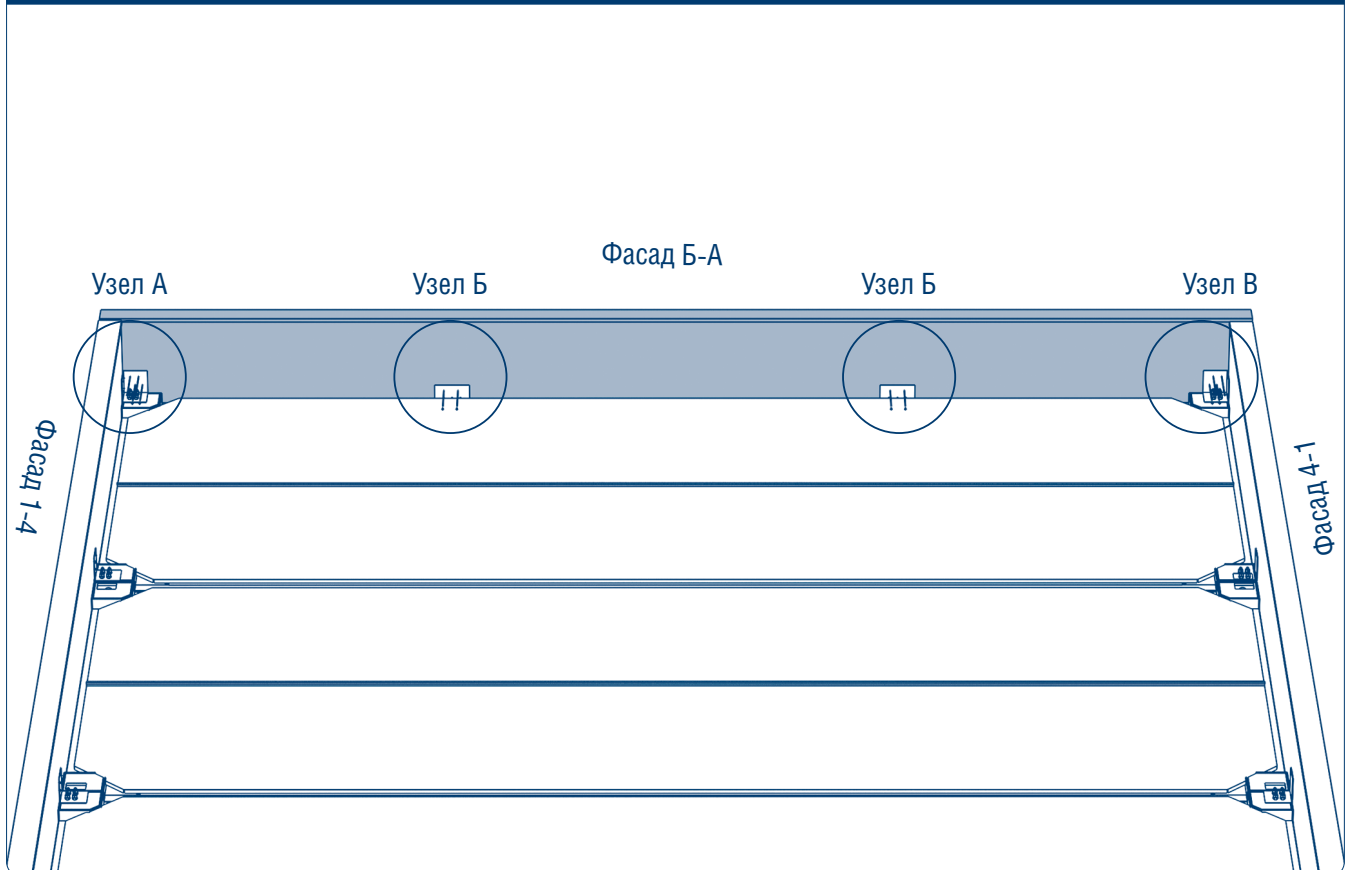 Фасад Б-А
Узел А
Узел Б
Узел Б
Узел В
Фасад 1-4
Фасад 4-1